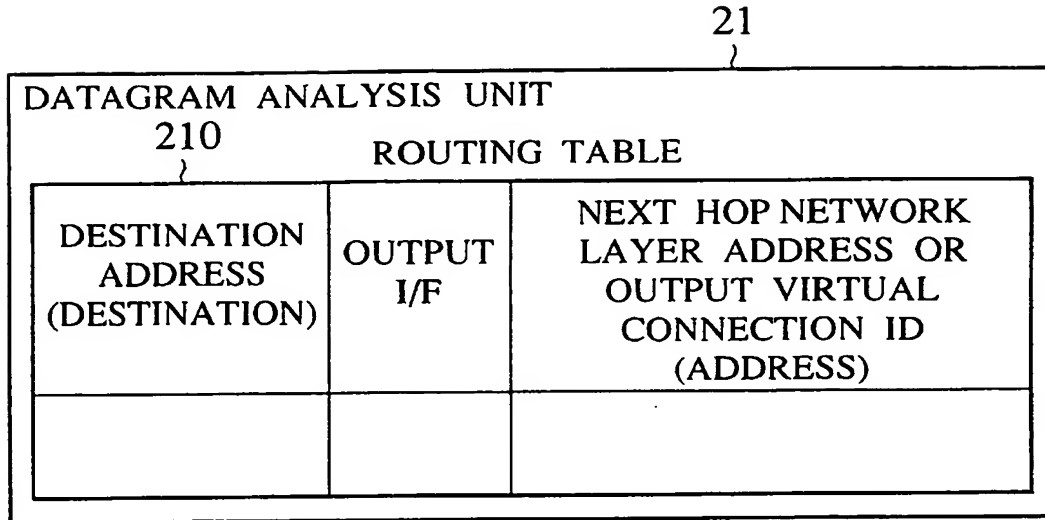 21
DATAGRAM ANALYSIS UNIT
210
ROUTING TABLE
DESTINATION
ADDRESS
(DESTINATION)
OUTPUT
I/F
NEXT HOP NETWORK
LAYER ADDRESS OR
OUTPUT VIRTUAL
CONNECTION ID
(ADDRESS)